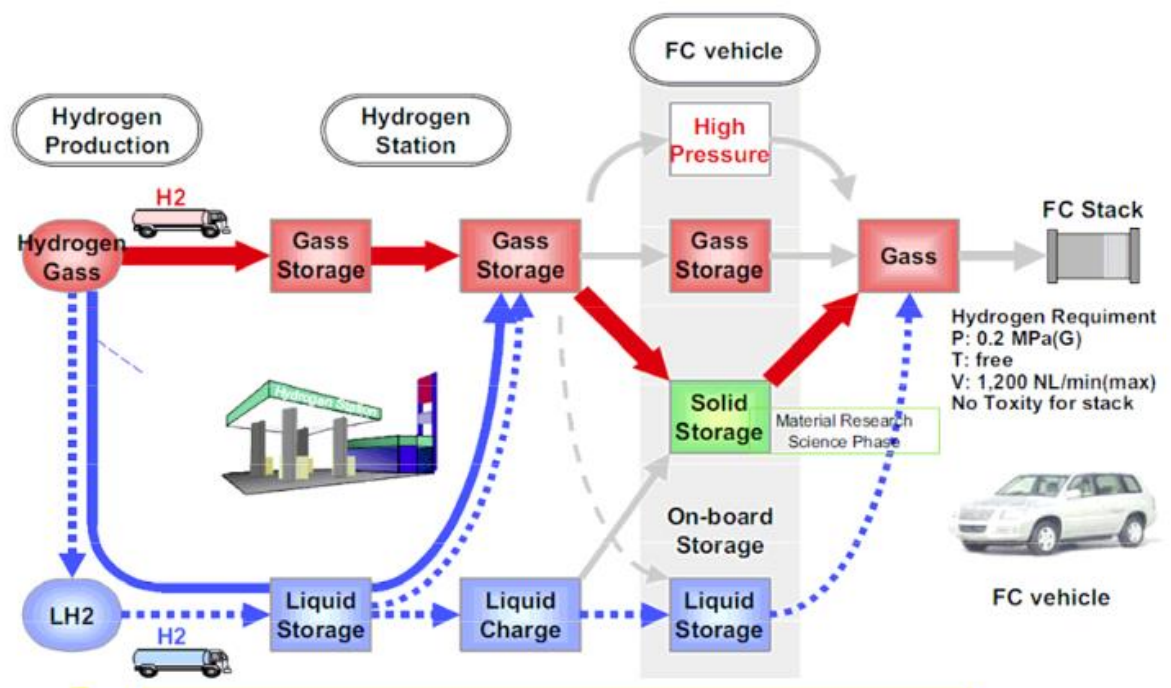 FC vehicle
Hydrogen
Production
Hydrogen
Station
High
Pressure
H2
FC Stack
Hydrogen
Gass
Gass
Storage
Gass
Storage
Gass
Storage
Gass
Hydrogen Requiment
P: 0.2 MPa(G)
T: free
V: 1,200 NL/min(max)
No Toxity for stack
Hydrogen Station
Solid
Storage
Material Research
Science Phase
On-board
Storage
LH2
H2
Liquid
Storage
Liquid
Charge
Liquid
Storage
FC vehicle